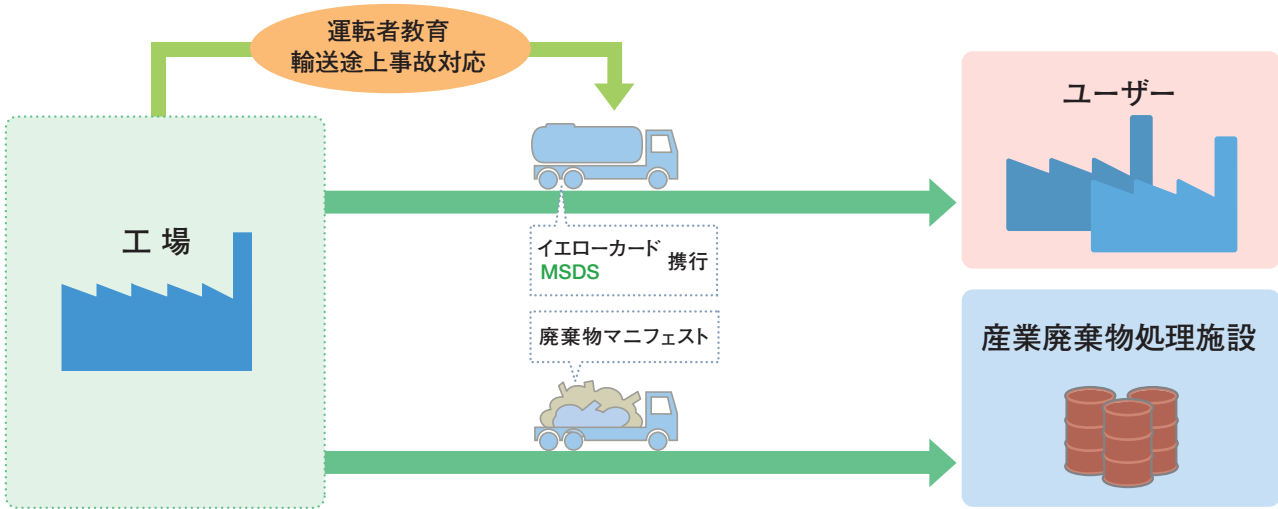 運転者教育
輸送途上事故対応
ユーザー
工場
イエローカード
MSDS
携行
廃棄物マニフェスト
産業廃棄物処理施設